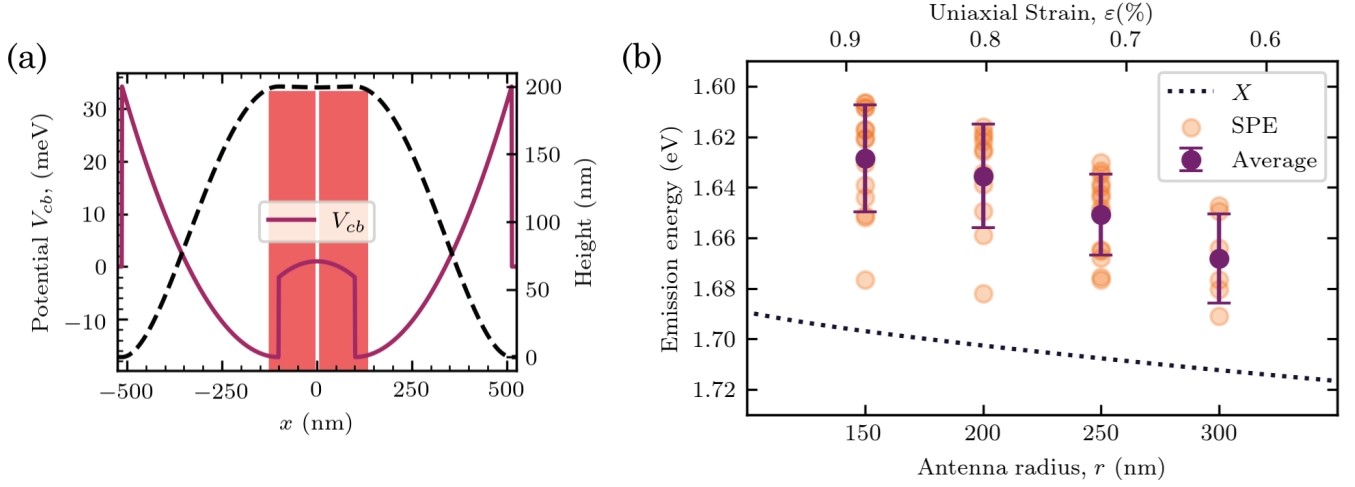 (a)
Potential V_cb, (meV)
30
20
10
0
−10
V_cb
200
150
100
50
0
Height (nm)
−500 −250 0 250 500
x (nm)
(b)
Uniaxial Strain, ε(%)
0.9 0.8 0.7 0.6
Emission energy (eV)
1.60
1.62
1.64
1.66
1.68
1.70
1.72
X
SPE
Average
150 200 250 300
Antenna radius, r (nm)